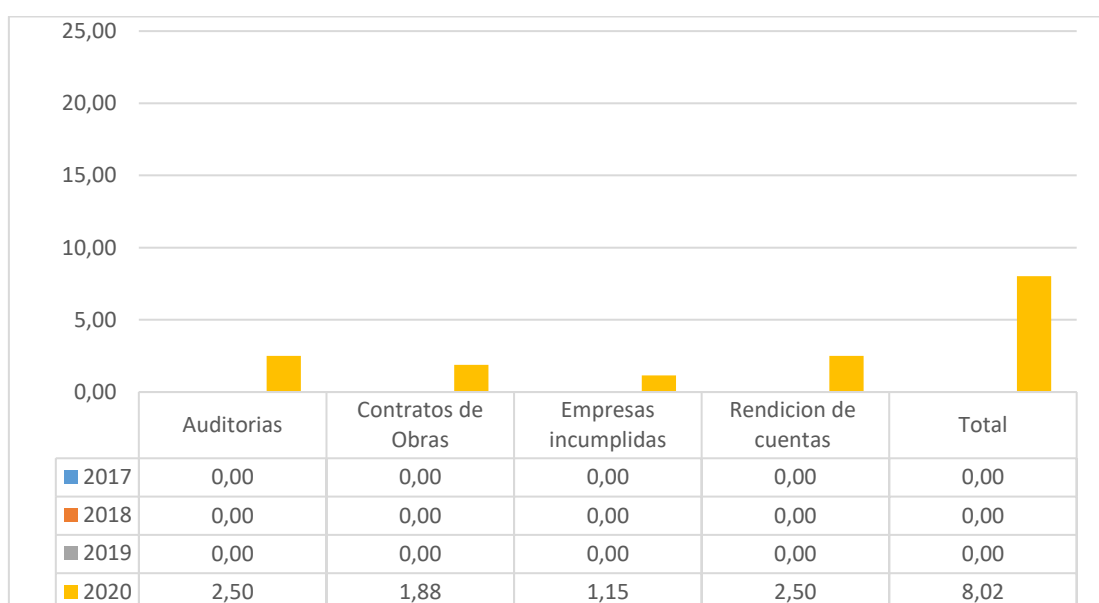 25,00
20,00
15,00
10,00
5,00
0,00
Auditorias
Contratos de
Obras
Empresas
incumplidas
Rendicion de
cuentas
Total
2017 0,00 0,00 0,00 0,00 0,00
2018 0,00 0,00 0,00 0,00 0,00
2019 0,00 0,00 0,00 0,00 0,00
2020 2,50 1,88 1,15 2,50 8,02